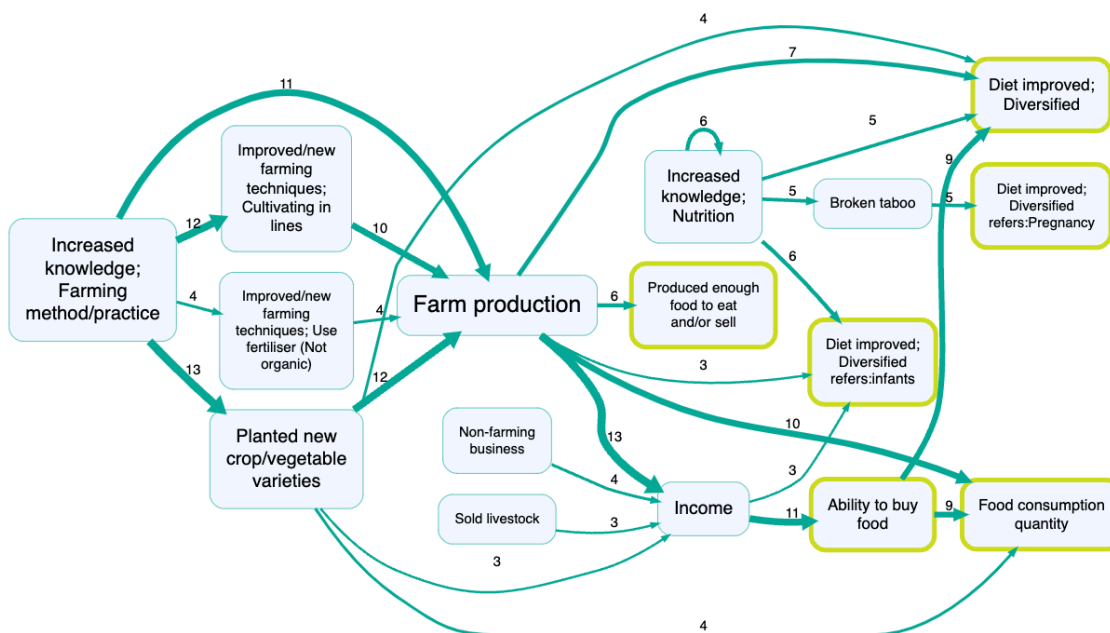 4
7
11
Diet improved;
Diversified
6
5
9
Improved/new
farming
techniques;
Cultivating in
lines
Increased
knowledge;
Nutrition
5
Broken taboo
5
Diet improved;
Diversified
refers:Pregnancy
12
10
Increased
knowledge;
Farming
method/practice
6
4
Improved/new
farming
techniques; Use
fertiliser (Not
organic)
4
Farm production
6
Produced enough
food to eat
and/or sell
Diet improved;
Diversified
refers:infants
13
12
3
Planted new
crop/vegetable
varieties
Non-farming
business
13
10
4
3
Sold livestock
3
Income
11
Ability to buy
food
9
Food consumption
quantity
3
4